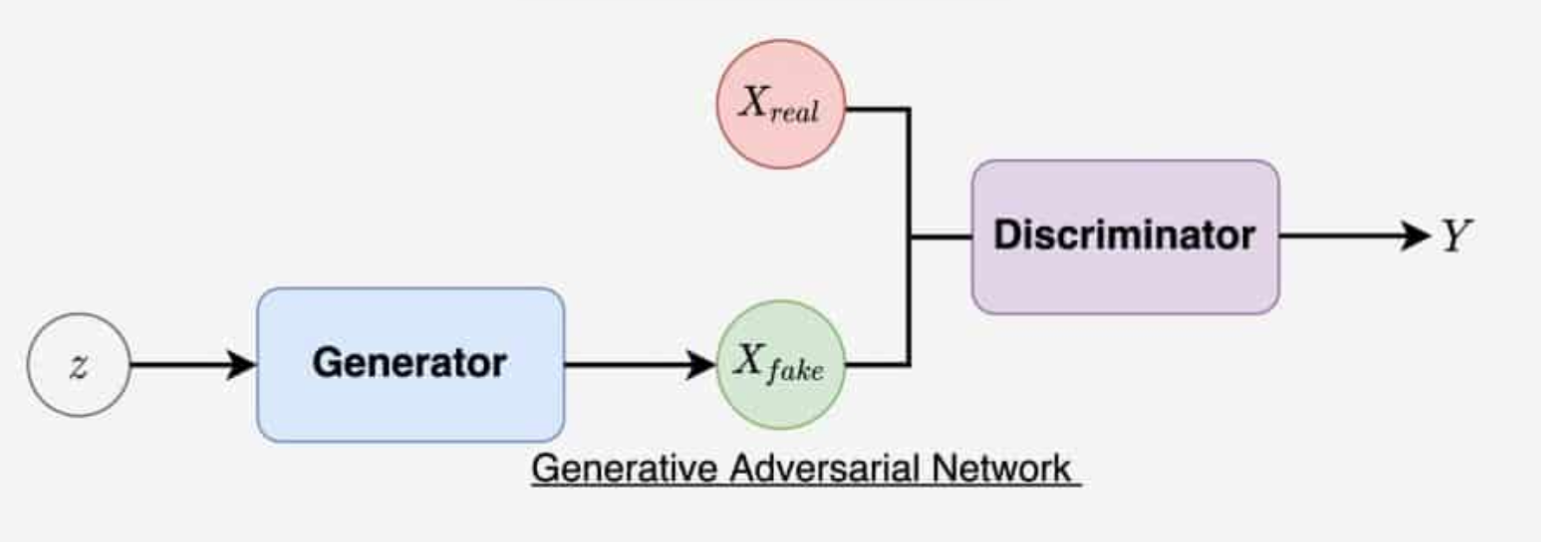 X_real
Discriminator
Y
z
Generator
X_fake
Generative Adversarial Network